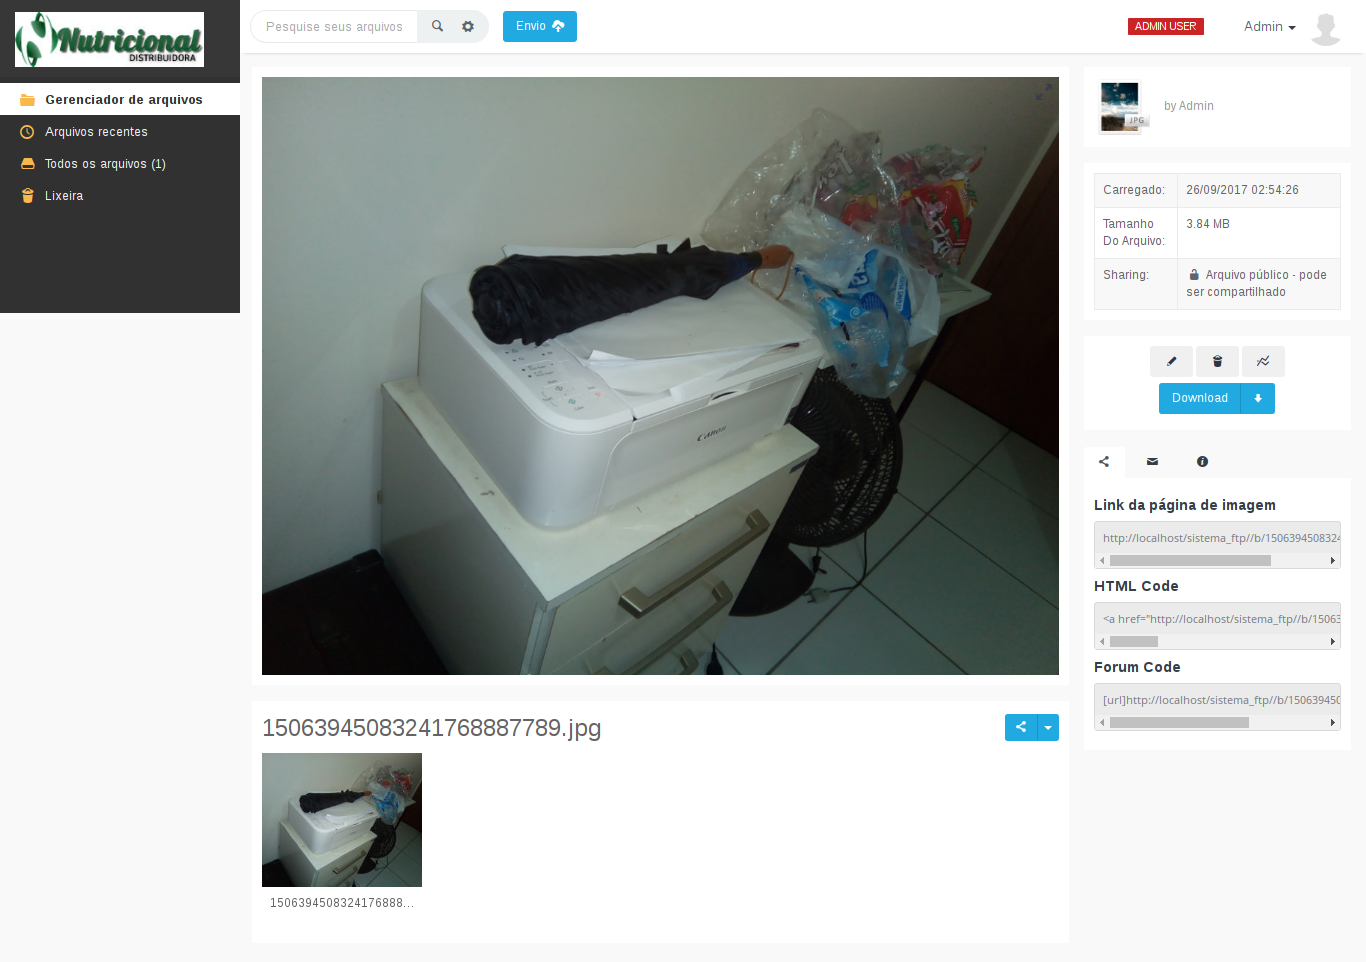 Nutricional
DISTRIBUIDORA
Pesquise seus arquivos
Envio
ADMIN USER
Admin
Gerenciador de arquivos
Arquivos recentes
Todos os arquivos (1)
Lixeira
Canon
JPG
by Admin
Carregado:
26/09/2017 02:54:26
Tamanho
Do Arquivo:
3.84 MB
Sharing:
Arquivo público - pode
ser compartilhado
Download
Link da página de imagem
http://localhost/sistema_ftp//b/1506394508324
HTML Code
<a href="http://localhost/sistema_ftp//b/15063
Forum Code
[url]http://localhost/sistema_ftp//b/150639450
15063945083241768887789.jpg
1506394508324176888...